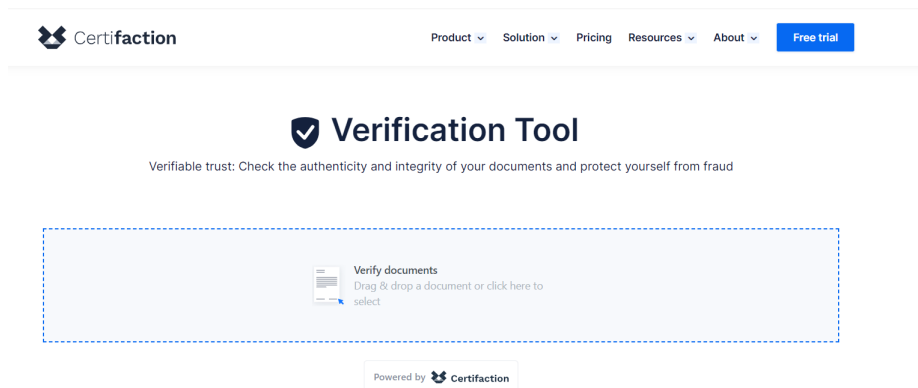 Certifaction
Product Solution Pricing Resources About Free trial
Verification Tool
Verifiable trust: Check the authenticity and integrity of your documents and protect yourself from fraud
Verify documents
Drag & drop a document or click here to
select
Powered by Certifaction